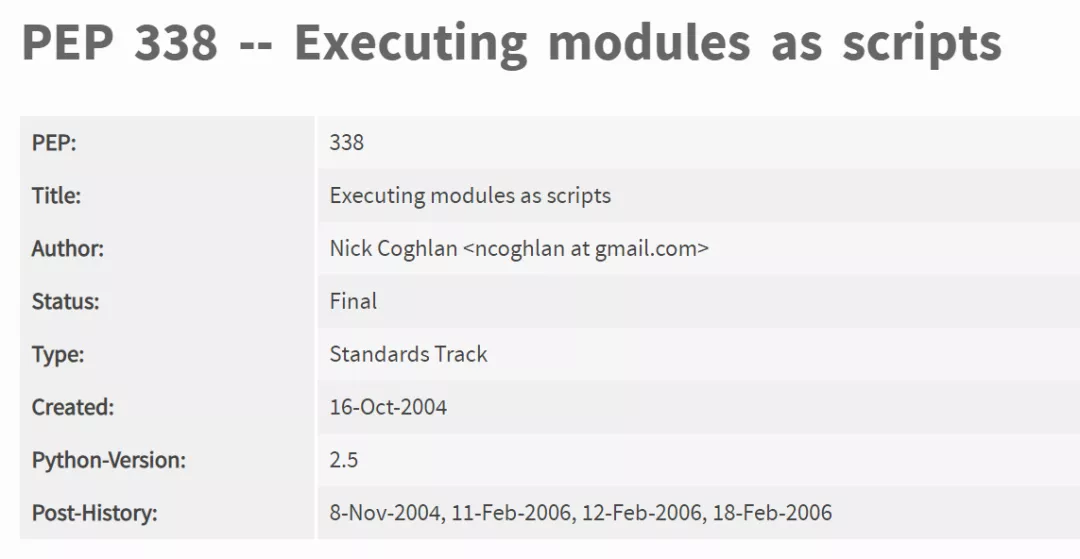 PEP 338 -- Executing modules as scripts
PEP: 338
Title: Executing modules as scripts
Author: Nick Coghlan <ncoghlan at gmail.com>
Status: Final
Type: Standards Track
Created: 16-Oct-2004
Python-Version: 2.5
Post-History: 8-Nov-2004, 11-Feb-2006, 12-Feb-2006, 18-Feb-2006